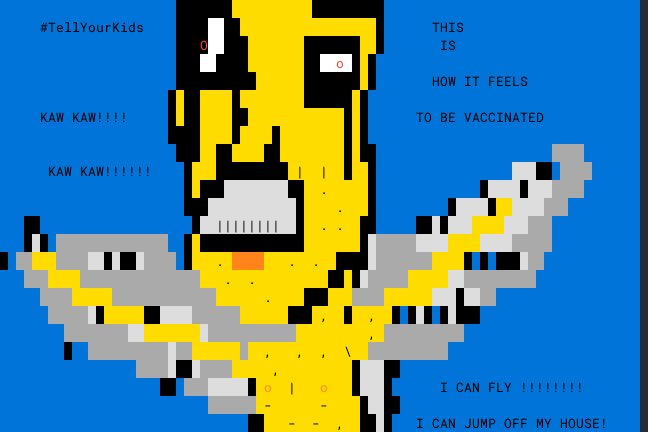 #TellYourKids
THIS
IS
HOW IT FEELS
KAW KAW!!!!
TO BE VACCINATED
KAW KAW!!!!!!
I CAN FLY !!!!!!!!
I CAN JUMP OFF MY HOUSE!